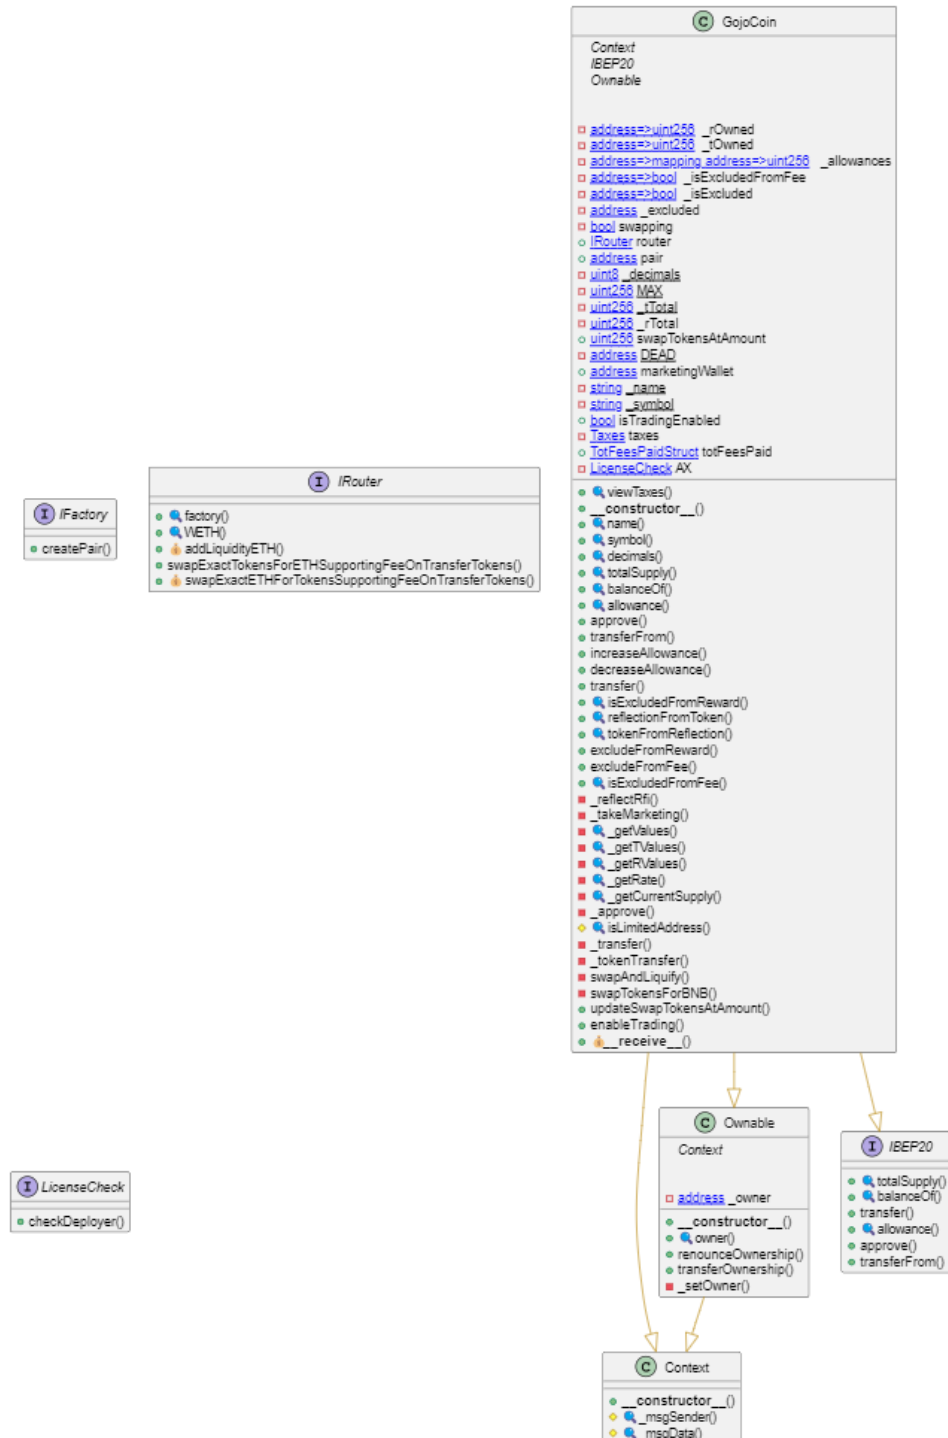 C GojoCoin
Context
IBEP20
Ownable
address=>uint256 _rOwned
address=>uint256 _tOwned
address=>mapping address=>uint256 _allowances
address=>bool _isExcludedFromFee
address=>bool _isExcluded
address _excluded
bool swapping
IRouter router
address pair
uint8 _decimals
uint256 MAX
uint256 _tTotal
uint256 _rTotal
uint256 swapTokensAtAmount
address DEAD
address marketingWallet
string _name
string _symbol
bool isTradingEnabled
Taxes taxes
TotFeesPaidStruct totFeesPaid
LicenseCheck AX
viewTaxes()
__constructor__()
name()
symbol()
decimals()
totalSupply()
balanceOf()
allowance()
approve()
transferFrom()
increaseAllowance()
decreaseAllowance()
transfer()
isExcludedFromReward()
reflectionFromToken()
tokenFromReflection()
excludeFromReward()
excludeFromFee()
isExcludedFromFee()
_reflectRfi()
_takeMarketing()
_getValues()
_getTValues()
_getRValues()
_getRate()
_getCurrentSupply()
_approve()
isLimitedAddress()
_transfer()
_tokenTransfer()
swapAndLiquify()
swapTokensForBNB()
updateSwapTokensAtAmount()
enableTrading()
__receive__()
I IFactory
createPair()
I IRouter
factory()
WETH()
addLiquidityETH()
swapExactTokensForETHSupportingFeeOnTransferTokens()
swapExactETHForTokensSupportingFeeOnTransferTokens()
C Ownable
Context
address _owner
__constructor__()
owner()
renounceOwnership()
transferOwnership()
_setOwner()
I IBEP20
totalSupply()
balanceOf()
transfer()
allowance()
approve()
transferFrom()
I LicenseCheck
checkDeployer()
C Context
__constructor__()
_msgSender()
_msgData()